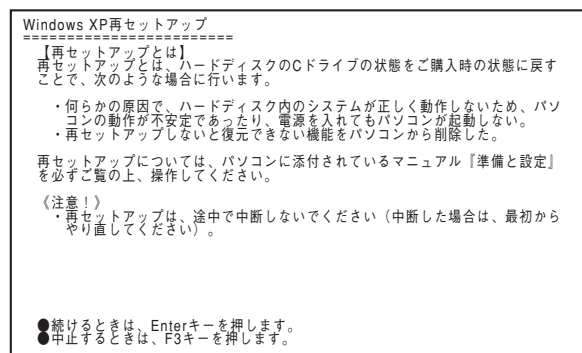 Windows XP再セットアップ
========================
【再セットアップとは】
再セットアップとは、ハードディスクのCドライブの状態をご購入時の状態に戻す
ことで、次のような場合に行います。
・何らかの原因で、ハードディスク内のシステムが正しく動作しないため、パソ
コンの動作が不安定であったり、電源を入れてもパソコンが起動しない。
・再セットアップしないと復元できない機能をパソコンから削除した。
再セットアップについては、パソコンに添付されているマニュアル『準備と設定』
を必ずご覧の上、操作してください。
《注意！》
・再セットアップは、途中で中断しないでください（中断した場合は、最初から
やり直してください）。
●続けるときは、Enterキーを押します。
●中止するときは、F3キーを押します。